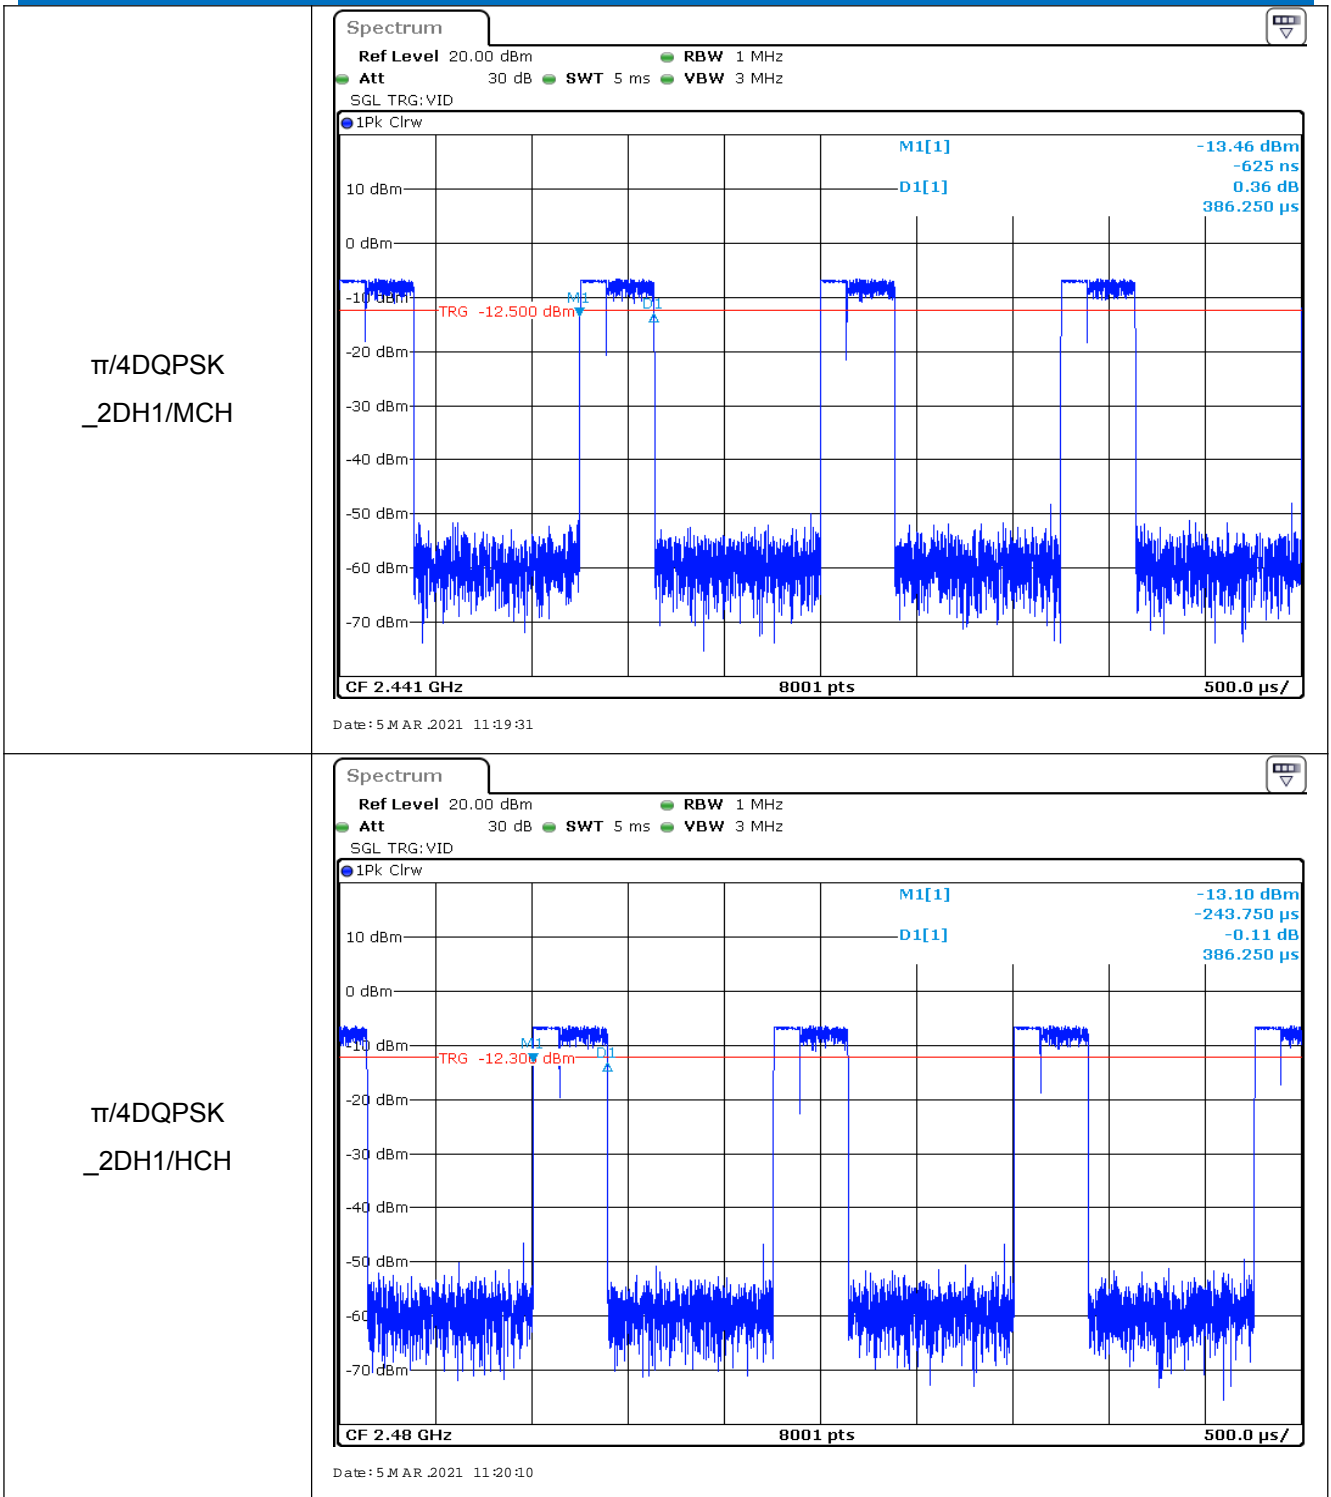 π/4DQPSK
_2DH1/MCH
Spectrum
Ref Level 20.00 dBm RBW 1 MHz
Att 30 dB SWT 5 ms VBW 3 MHz
SGL TRG:VID
1Pk Clrw
M1[1] -13.46 dBm
-625 ns
10 dBm D1[1] 0.36 dB
386.250 µs
0 dBm
-10 dBm M1 D1
TRG -12.500 dBm
-20 dBm
-30 dBm
-40 dBm
-50 dBm
-60 dBm
-70 dBm
CF 2.441 GHz 8001 pts 500.0 µs/
Date: 5.MAR.2021 11:19:31
π/4DQPSK
_2DH1/HCH
Spectrum
Ref Level 20.00 dBm RBW 1 MHz
Att 30 dB SWT 5 ms VBW 3 MHz
SGL TRG:VID
1Pk Clrw
M1[1] -13.10 dBm
-243.750 µs
10 dBm D1[1] -0.11 dB
386.250 µs
0 dBm
-10 dBm M1 D1
TRG -12.300 dBm
-20 dBm
-30 dBm
-40 dBm
-50 dBm
-60
-70 dBm
CF 2.48 GHz 8001 pts 500.0 µs/
Date: 5.MAR.2021 11:20:10